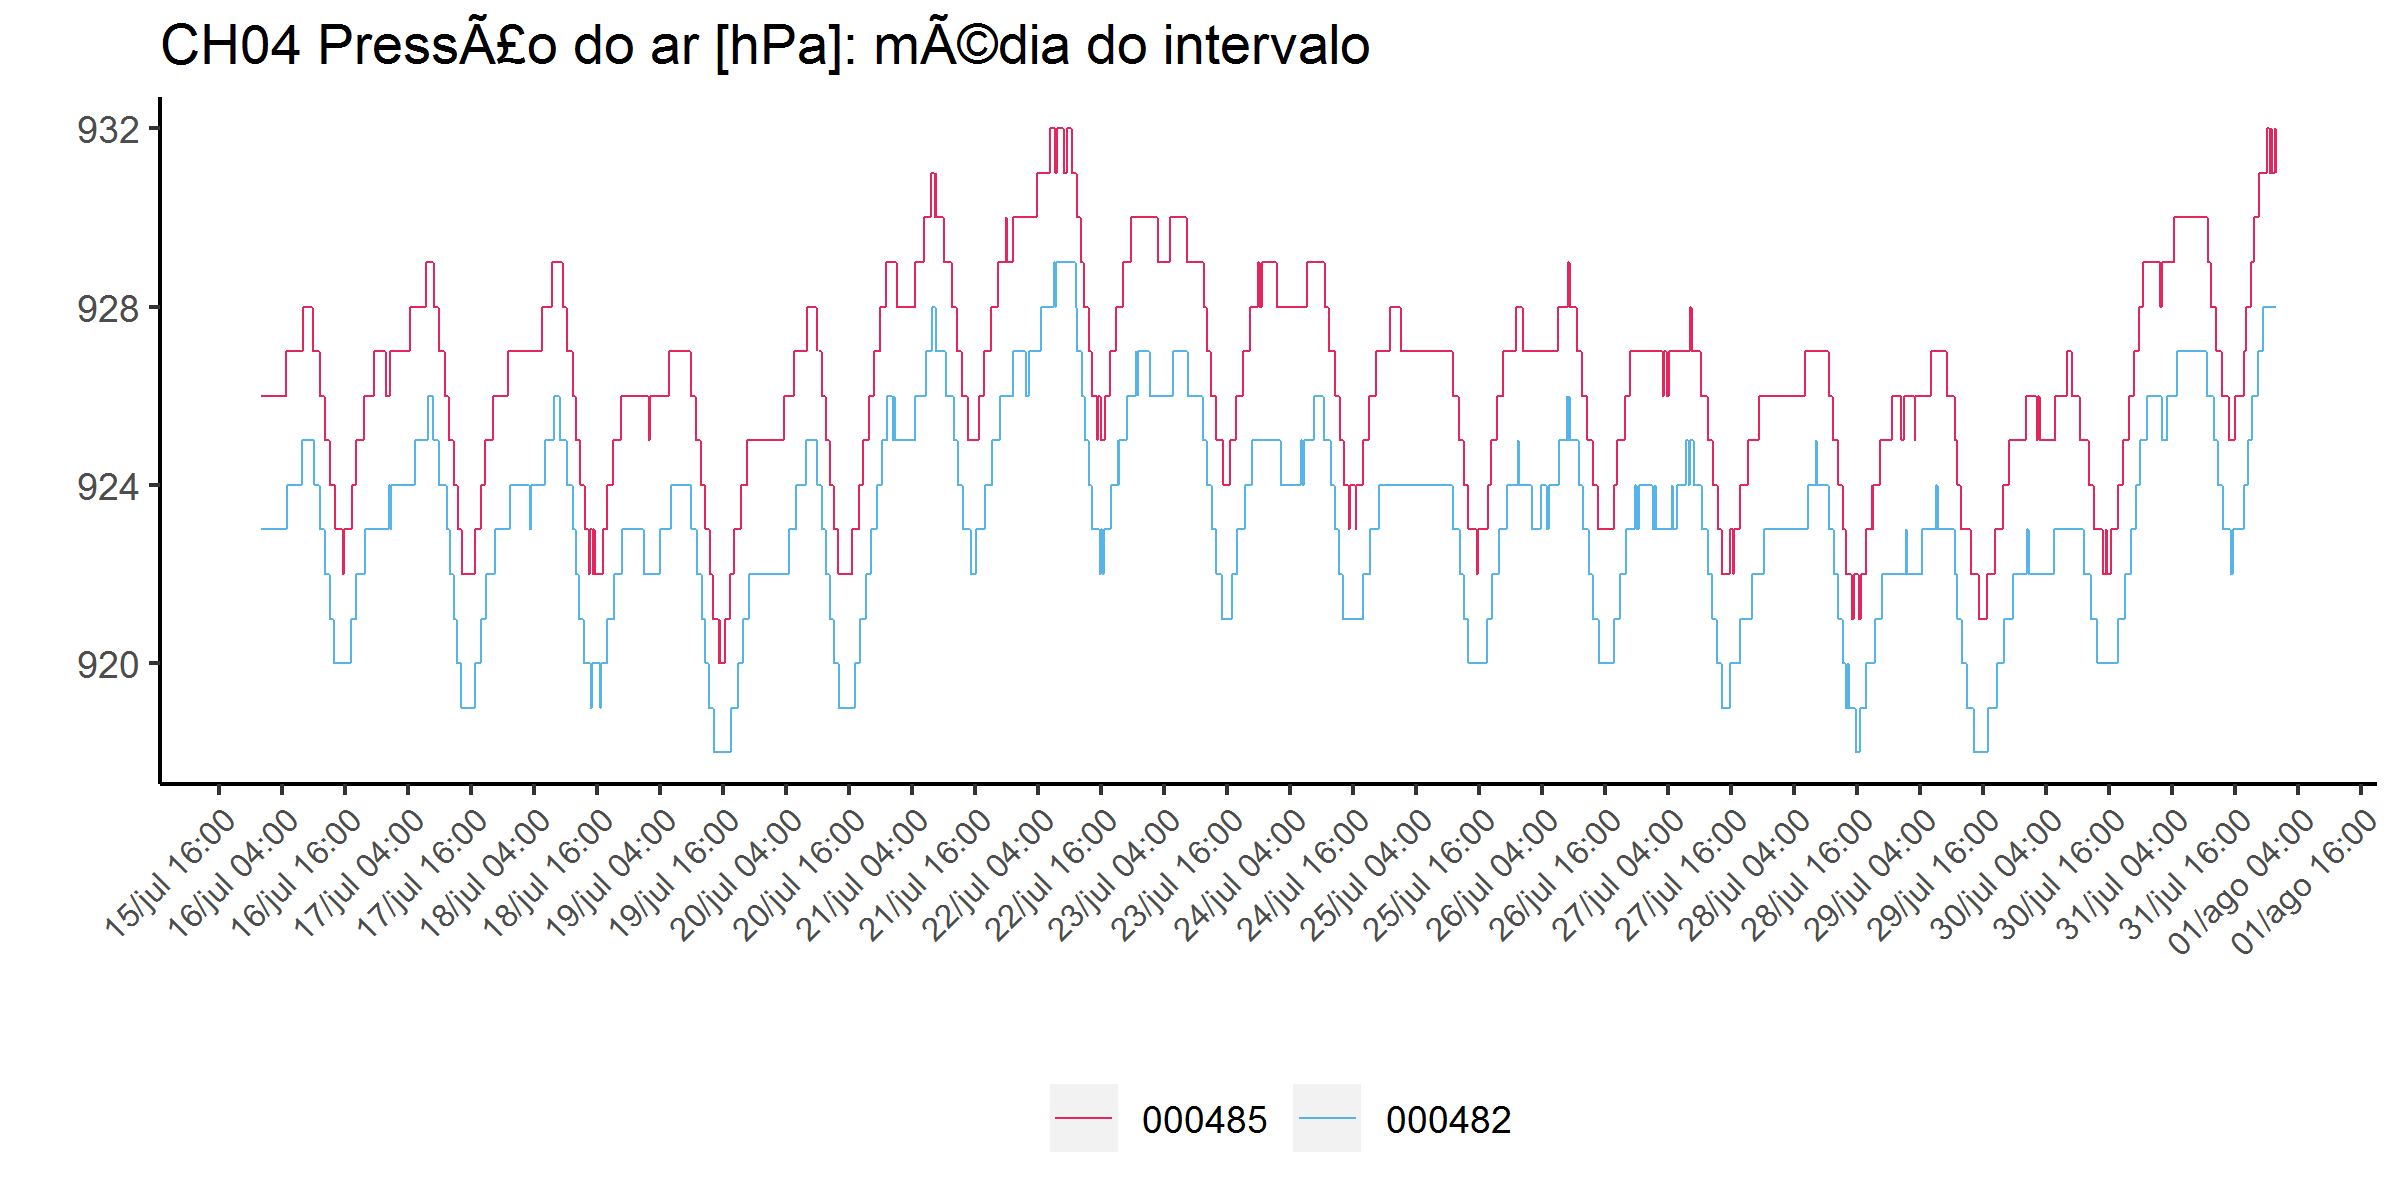 CH04 PressÃ£o do ar [hPa]: mÃ©dia do intervalo
932
928
924
920
15/jul 16:00
16/jul 04:00
16/jul 16:00
17/jul 04:00
17/jul 16:00
18/jul 04:00
18/jul 16:00
19/jul 04:00
19/jul 16:00
20/jul 04:00
20/jul 16:00
21/jul 04:00
21/jul 16:00
22/jul 04:00
22/jul 16:00
23/jul 04:00
23/jul 16:00
24/jul 04:00
24/jul 16:00
25/jul 04:00
25/jul 16:00
26/jul 04:00
26/jul 16:00
27/jul 04:00
27/jul 16:00
28/jul 04:00
28/jul 16:00
29/jul 04:00
29/jul 16:00
30/jul 04:00
30/jul 16:00
31/jul 04:00
31/jul 16:00
01/ago 04:00
01/ago 16:00
000485
000482